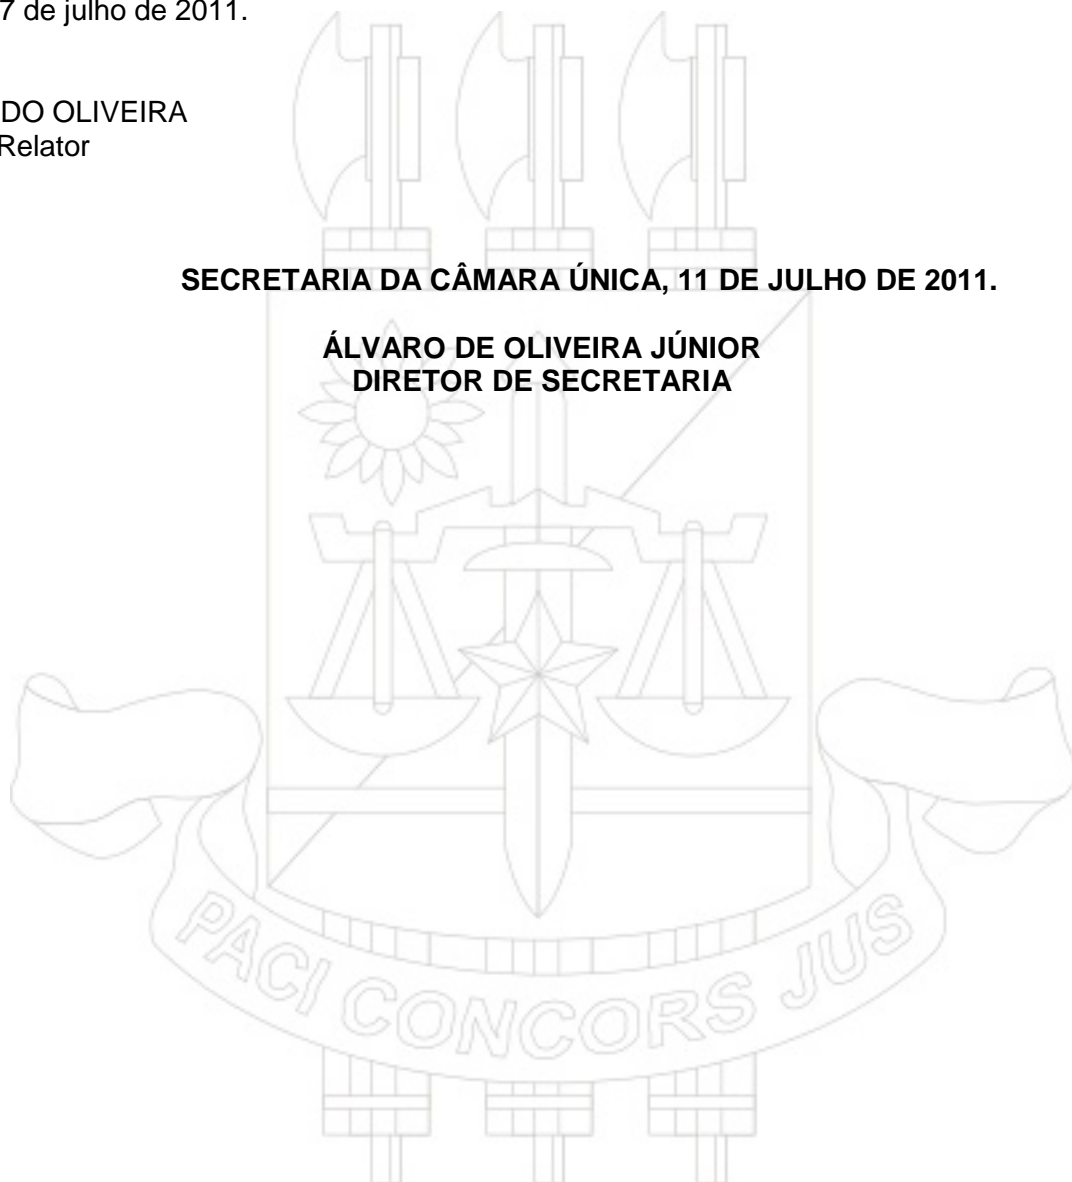 7 de julho de 2011.
DO OLIVEIRA
Relator
SECRETARIA DA CÂMARA ÚNICA, 11 DE JULHO DE 2011.
ÁLVARO DE OLIVEIRA JÚNIOR
DIRETOR DE SECRETARIA
PACI CONCORS JUS